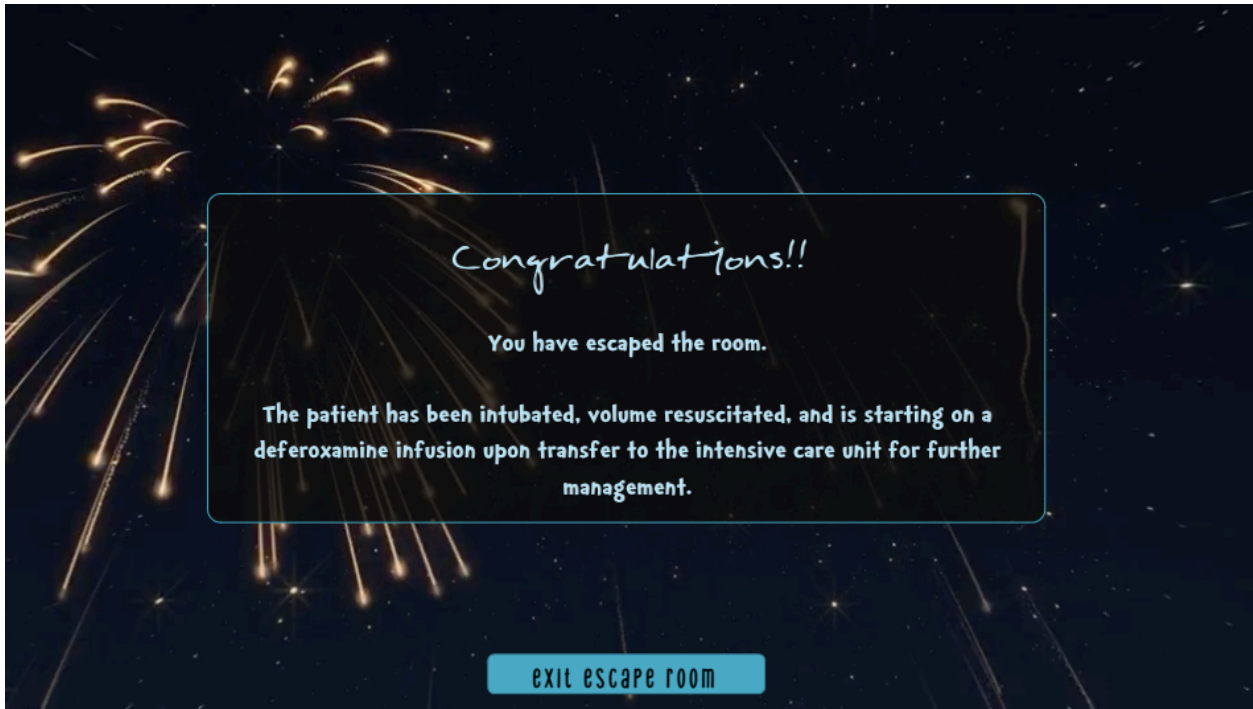 Congratulations!!
You have escaped the room.
The patient has been intubated, volume resuscitated, and is starting on a
deferoxamine infusion upon transfer to the intensive care unit for further
management.
exit escape room